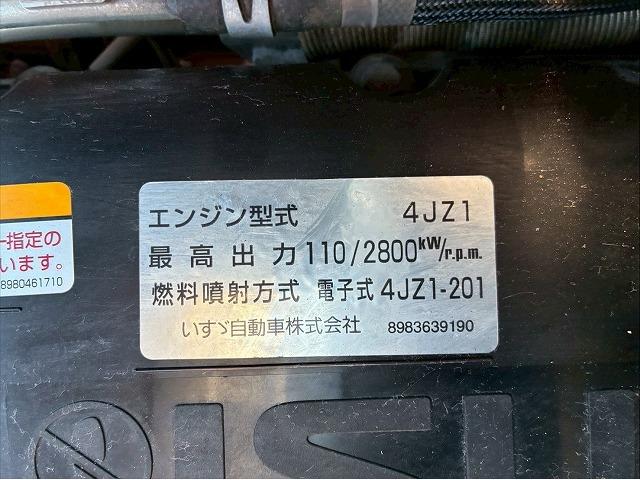 エンジン型式 4JZ1
最高出力 110/2800kW/r.p.m.
燃料噴射方式 電子式 4JZ1-201
いすゞ自動車株式会社 8983639190
指定の
います。
8980461710
ISU